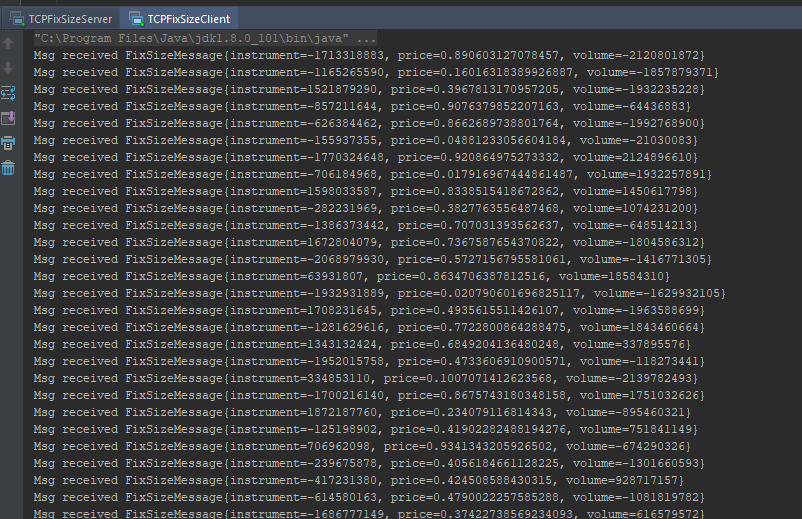 TCPFixSizeServer TCPFixSizeClient
"C:\Program Files\Java\jdk1.8.0_101\bin\java" ...
Msg received FixSizeMessage{instrument=-1713318883, price=0.890603127078457, volume=-2120801872}
Msg received FixSizeMessage{instrument=-1165265590, price=0.16016318389926887, volume=-1857879371}
Msg received FixSizeMessage{instrument=1521879290, price=0.3967813170957205, volume=-1932235228}
Msg received FixSizeMessage{instrument=-857211644, price=0.9076379852207163, volume=-64436883}
Msg received FixSizeMessage{instrument=-626384462, price=0.8662689738801764, volume=-1992768900}
Msg received FixSizeMessage{instrument=-155937355, price=0.04881233056604184, volume=-21030083}
Msg received FixSizeMessage{instrument=-1770324648, price=0.920864975273332, volume=2124896610}
Msg received FixSizeMessage{instrument=-706184968, price=0.017916967444861487, volume=1932257891}
Msg received FixSizeMessage{instrument=1598033587, price=0.8338515418672862, volume=1450617798}
Msg received FixSizeMessage{instrument=-282231969, price=0.3827763556487468, volume=1074231200}
Msg received FixSizeMessage{instrument=-1386373442, price=0.707031393562637, volume=-648514213}
Msg received FixSizeMessage{instrument=1672804079, price=0.7367587654370822, volume=-1804586312}
Msg received FixSizeMessage{instrument=-2068979930, price=0.5727156795581061, volume=-1416771305}
Msg received FixSizeMessage{instrument=63931807, price=0.8634706387812516, volume=18584310}
Msg received FixSizeMessage{instrument=-1932931889, price=0.020790601696825117, volume=-1629932105}
Msg received FixSizeMessage{instrument=1708231645, price=0.4935615511426107, volume=-1963588699}
Msg received FixSizeMessage{instrument=-1281629616, price=0.7722800864288475, volume=1843460664}
Msg received FixSizeMessage{instrument=1343132424, price=0.6849204136480248, volume=337895576}
Msg received FixSizeMessage{instrument=-1952015758, price=0.4733606910900571, volume=-118273441}
Msg received FixSizeMessage{instrument=334853110, price=0.1007071412623568, volume=-2139782493}
Msg received FixSizeMessage{instrument=-1700216140, price=0.8675743180348158, volume=1751032626}
Msg received FixSizeMessage{instrument=1872187760, price=0.234079116814343, volume=-895460321}
Msg received FixSizeMessage{instrument=-125198902, price=0.41902282488194276, volume=751841149}
Msg received FixSizeMessage{instrument=706962098, price=0.9341343205926502, volume=-674290326}
Msg received FixSizeMessage{instrument=-239675878, price=0.4056184661128225, volume=-1301660593}
Msg received FixSizeMessage{instrument=-417231380, price=0.424508588430315, volume=928717157}
Msg received FixSizeMessage{instrument=-614580163, price=0.4790022257585288, volume=-1081819782}
Msg received FixSizeMessage{instrument=-1686777149, price=0.37422738569234093, volume=616579572}